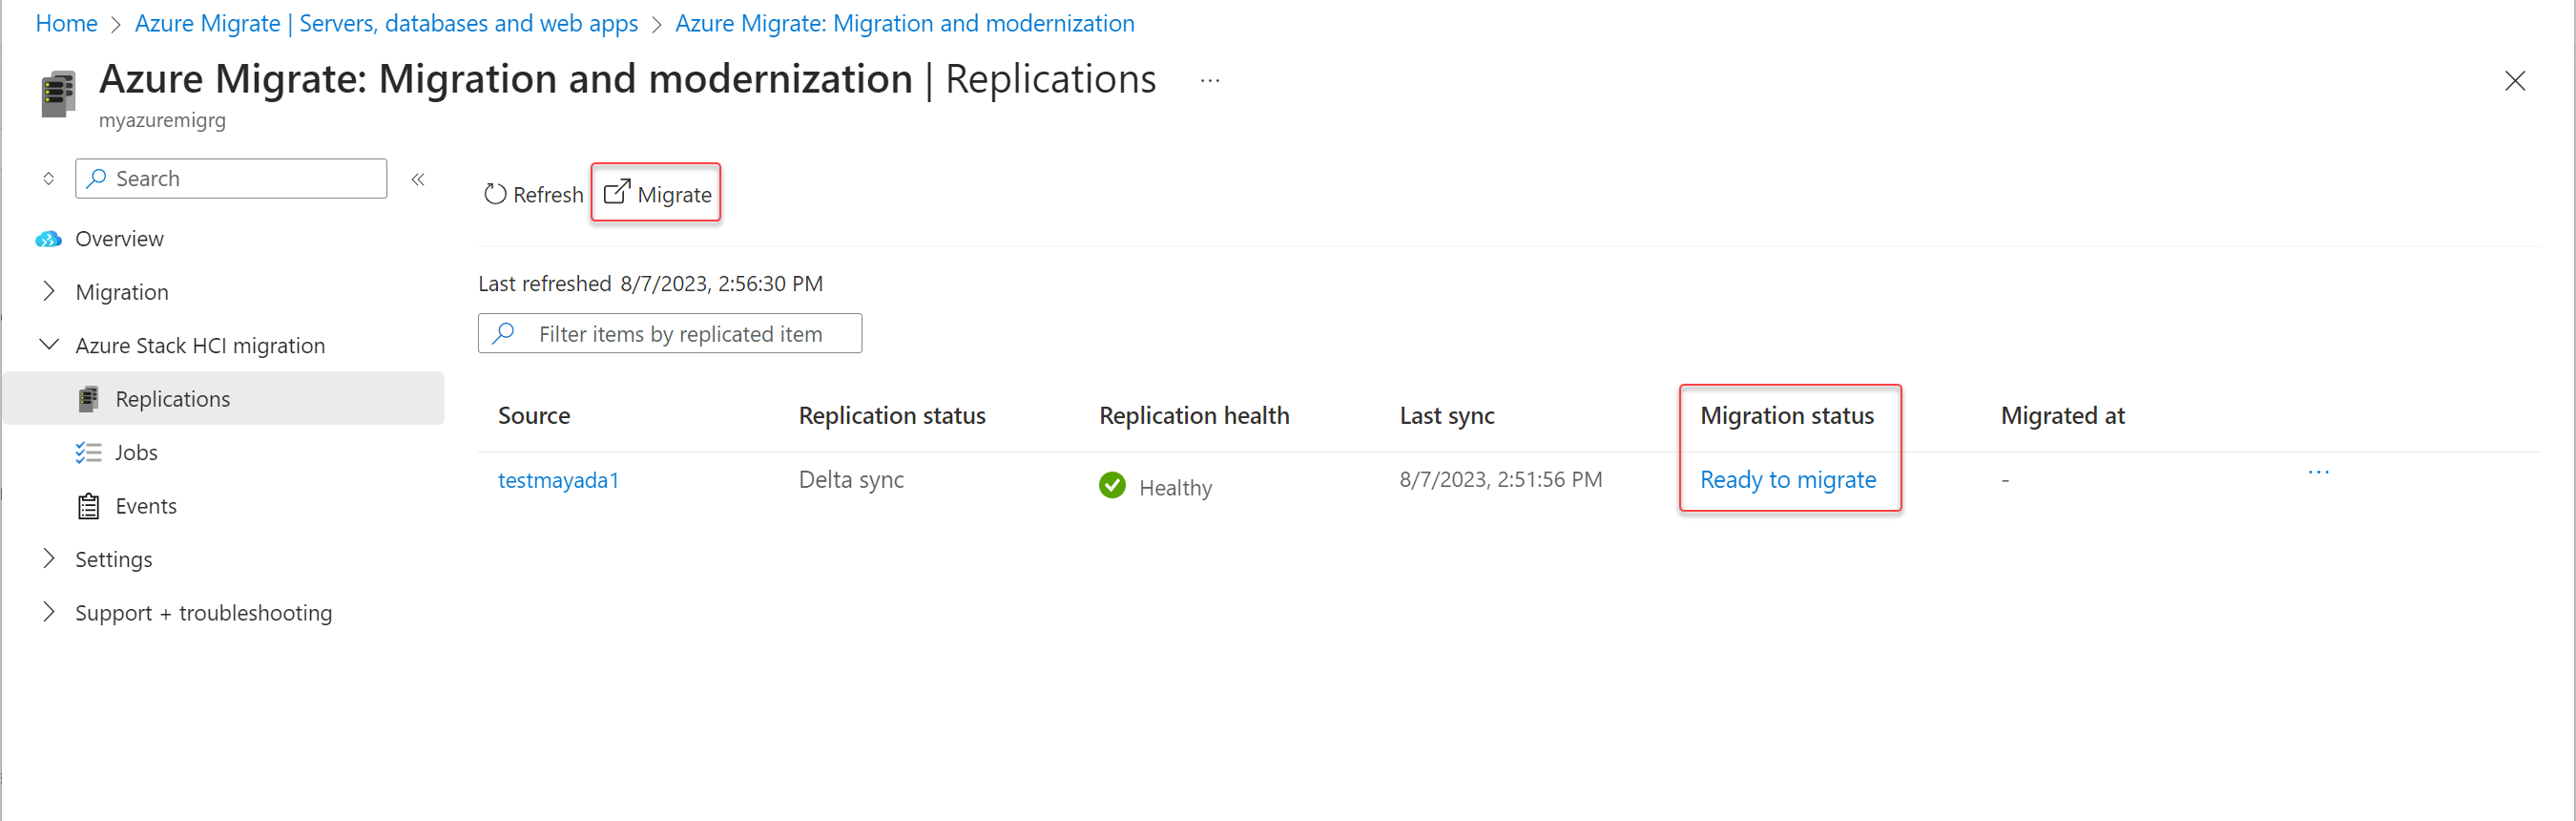 Home > Azure Migrate | Servers, databases and web apps > Azure Migrate: Migration and modernization
Azure Migrate: Migration and modernization | Replications ...
myazuremigrg
Search
«
Overview
Migration
Azure Stack HCI migration
Replications
Jobs
Events
Settings
Support + troubleshooting
Refresh Migrate
Last refreshed 8/7/2023, 2:56:30 PM
Filter items by replicated item
Source Replication status Replication health Last sync Migration status Migrated at
testmayada1 Delta sync Healthy 8/7/2023, 2:51:56 PM Ready to migrate - ...